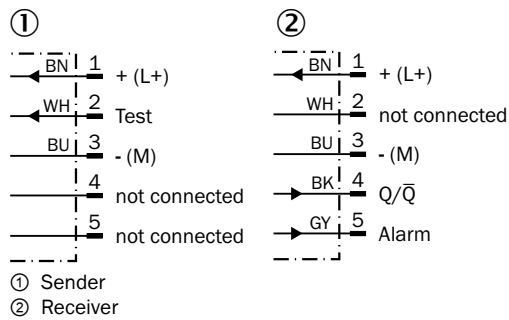 ① ②
BN 1 + (L+)
WH 2 Test
BU 3 - (M)
4 not connected
5 not connected
BN 1 + (L+)
WH 2 not connected
BU 3 - (M)
BK 4 Q/Q̅
GY 5 Alarm
① Sender
② Receiver